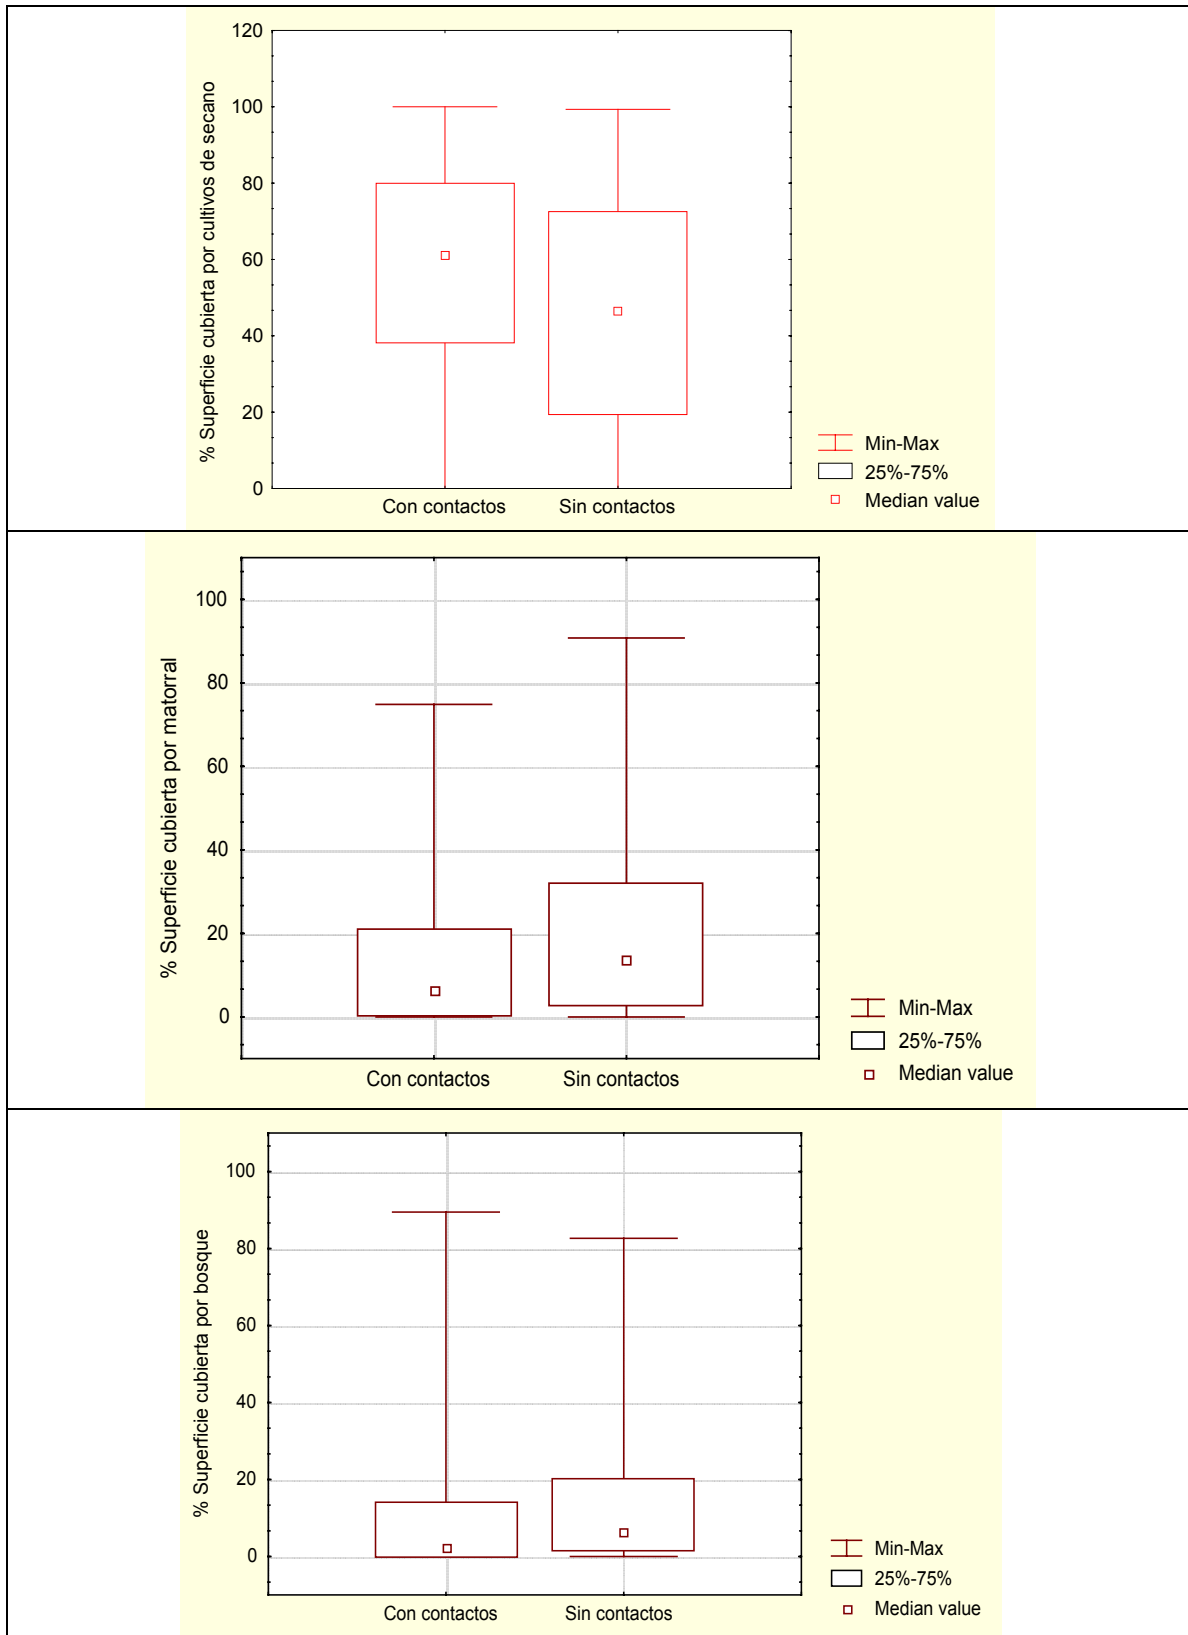 % Superficie cubierta por cultivos de secano
120
100
80
60
40
20
0
Con contactos Sin contactos
Min-Max
25%-75%
Median value
% Superficie cubierta por matorral
100
80
60
40
20
0
Con contactos Sin contactos
Min-Max
25%-75%
Median value
% Superficie cubierta por bosque
100
80
60
40
20
0
Con contactos Sin contactos
Min-Max
25%-75%
Median value